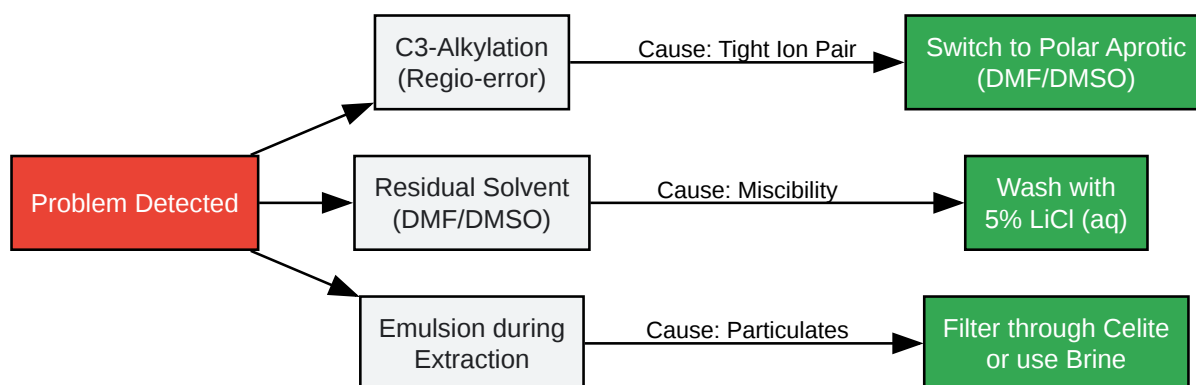 Problem Detected
C3-Alkylation
(Regio-error)
Cause: Tight Ion Pair
Switch to Polar Aprotic
(DMF/DMSO)
Residual Solvent
(DMF/DMSO)
Cause: Miscibility
Wash with
5% LiCl (aq)
Emulsion during
Extraction
Cause: Particulates
Filter through Celite
or use Brine